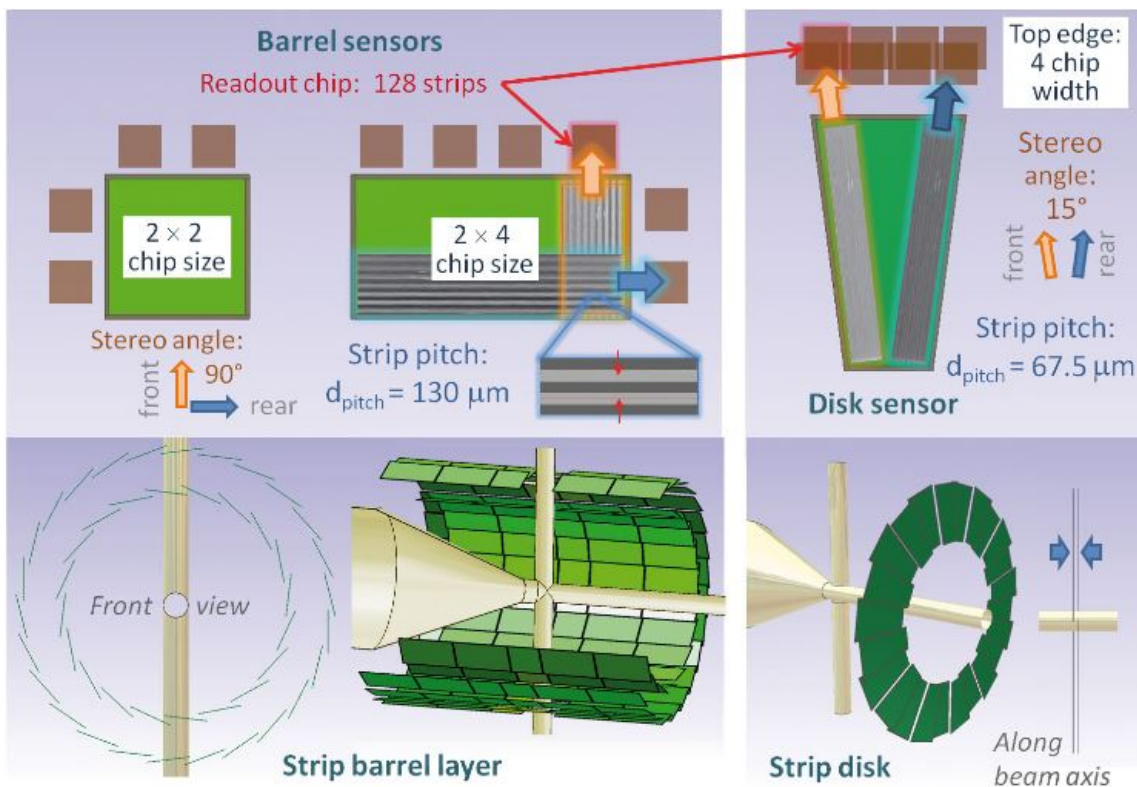 Barrel sensors
Readout chip: 128 strips
2 × 2
chip size
2 × 4
chip size
Stereo angle:
90°
front
rear
Strip pitch:
d_pitch = 130 μm
Top edge:
4 chip
width
Stereo
angle:
15°
front
rear
Strip pitch:
d_pitch = 67.5 μm
Disk sensor
Front view
Strip barrel layer
Strip disk
Along
beam axis